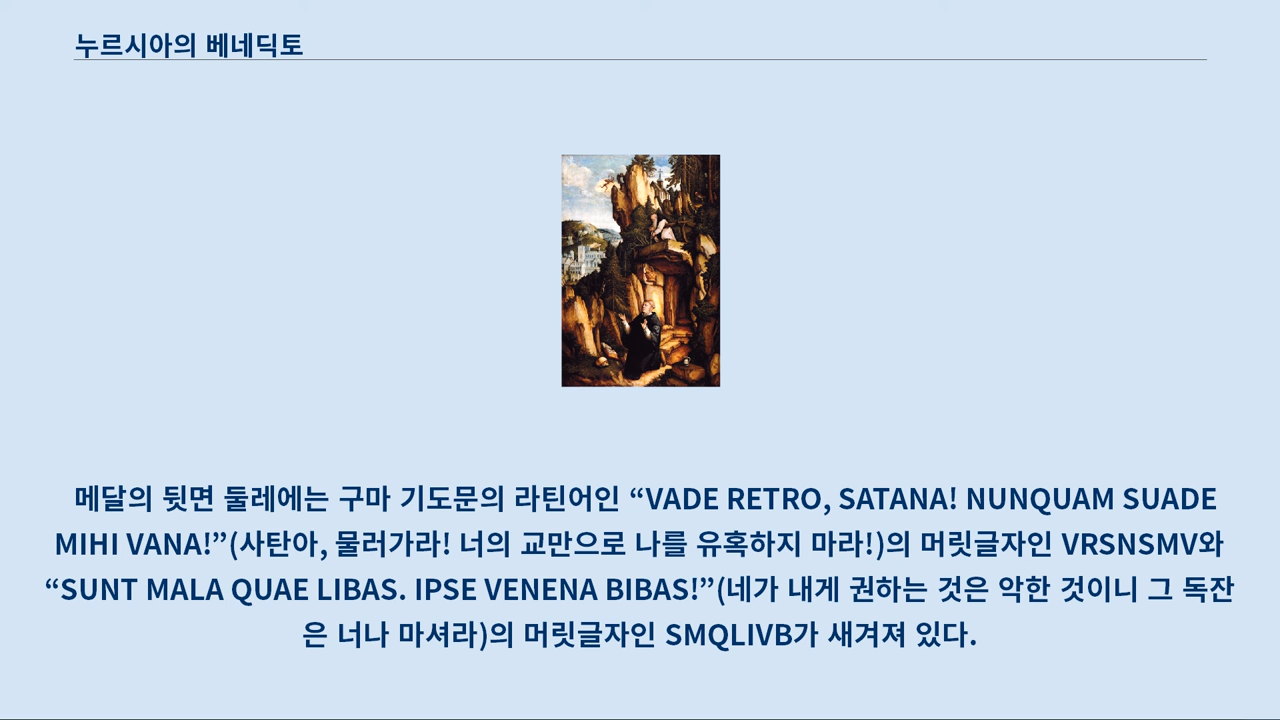 누르시아의 베네딕토
메달의 뒷면 둘레에는 구마 기도문의 라틴어인 “VADE RETRO, SATANA! NUNQUAM SUADE
MIHI VANA!”(사탄아, 물러가라! 너의 교만으로 나를 유혹하지 마라!)의 머릿글자인 VRSNSMV와
“SUNT MALA QUAE LIBAS. IPSE VENENA BIBAS!”(네가 내게 권하는 것은 악한 것이니 그 독잔
은 너나 마셔라)의 머릿글자인 SMQLIVB가 새겨져 있다.